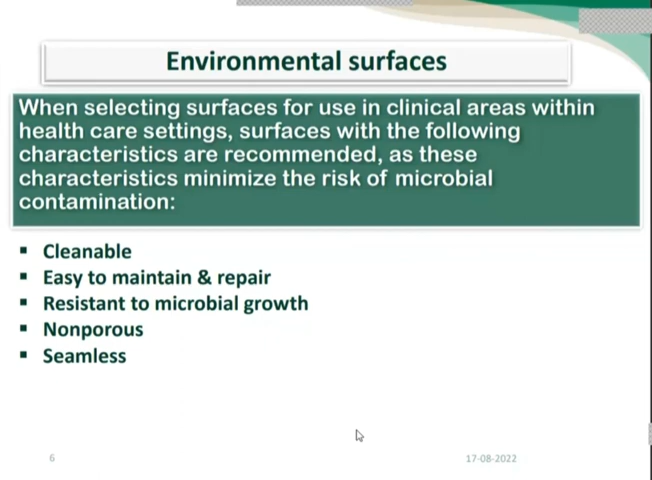 Environmental surfaces
When selecting surfaces for use in clinical areas within
health care settings, surfaces with the following
characteristics are recommended, as these
characteristics minimize the risk of microbial
contamination:
▪ Cleanable
▪ Easy to maintain & repair
▪ Resistant to microbial growth
▪ Nonporous
▪ Seamless
6
17-08-2022